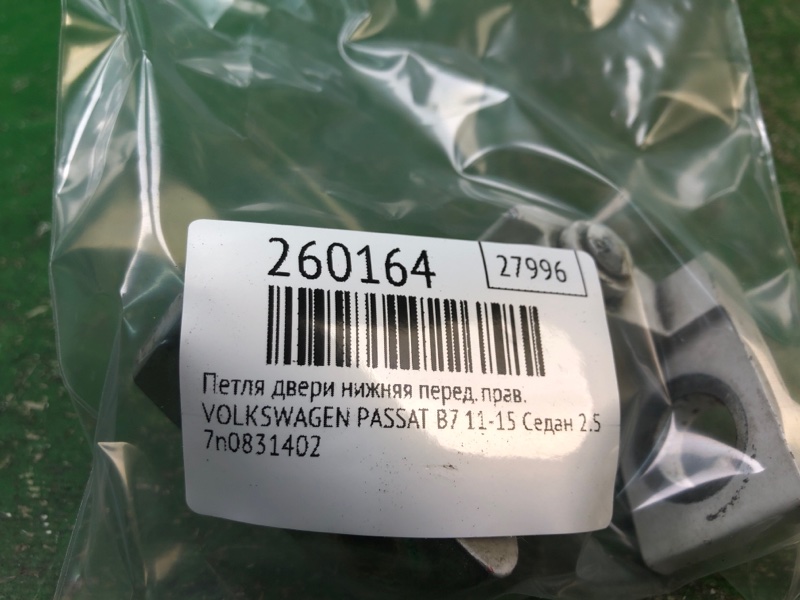 260164
27996
Петля двери нижняя перед. прав.
VOLKSWAGEN PASSAT B7 11-15 Седан 2.5
7n0831402